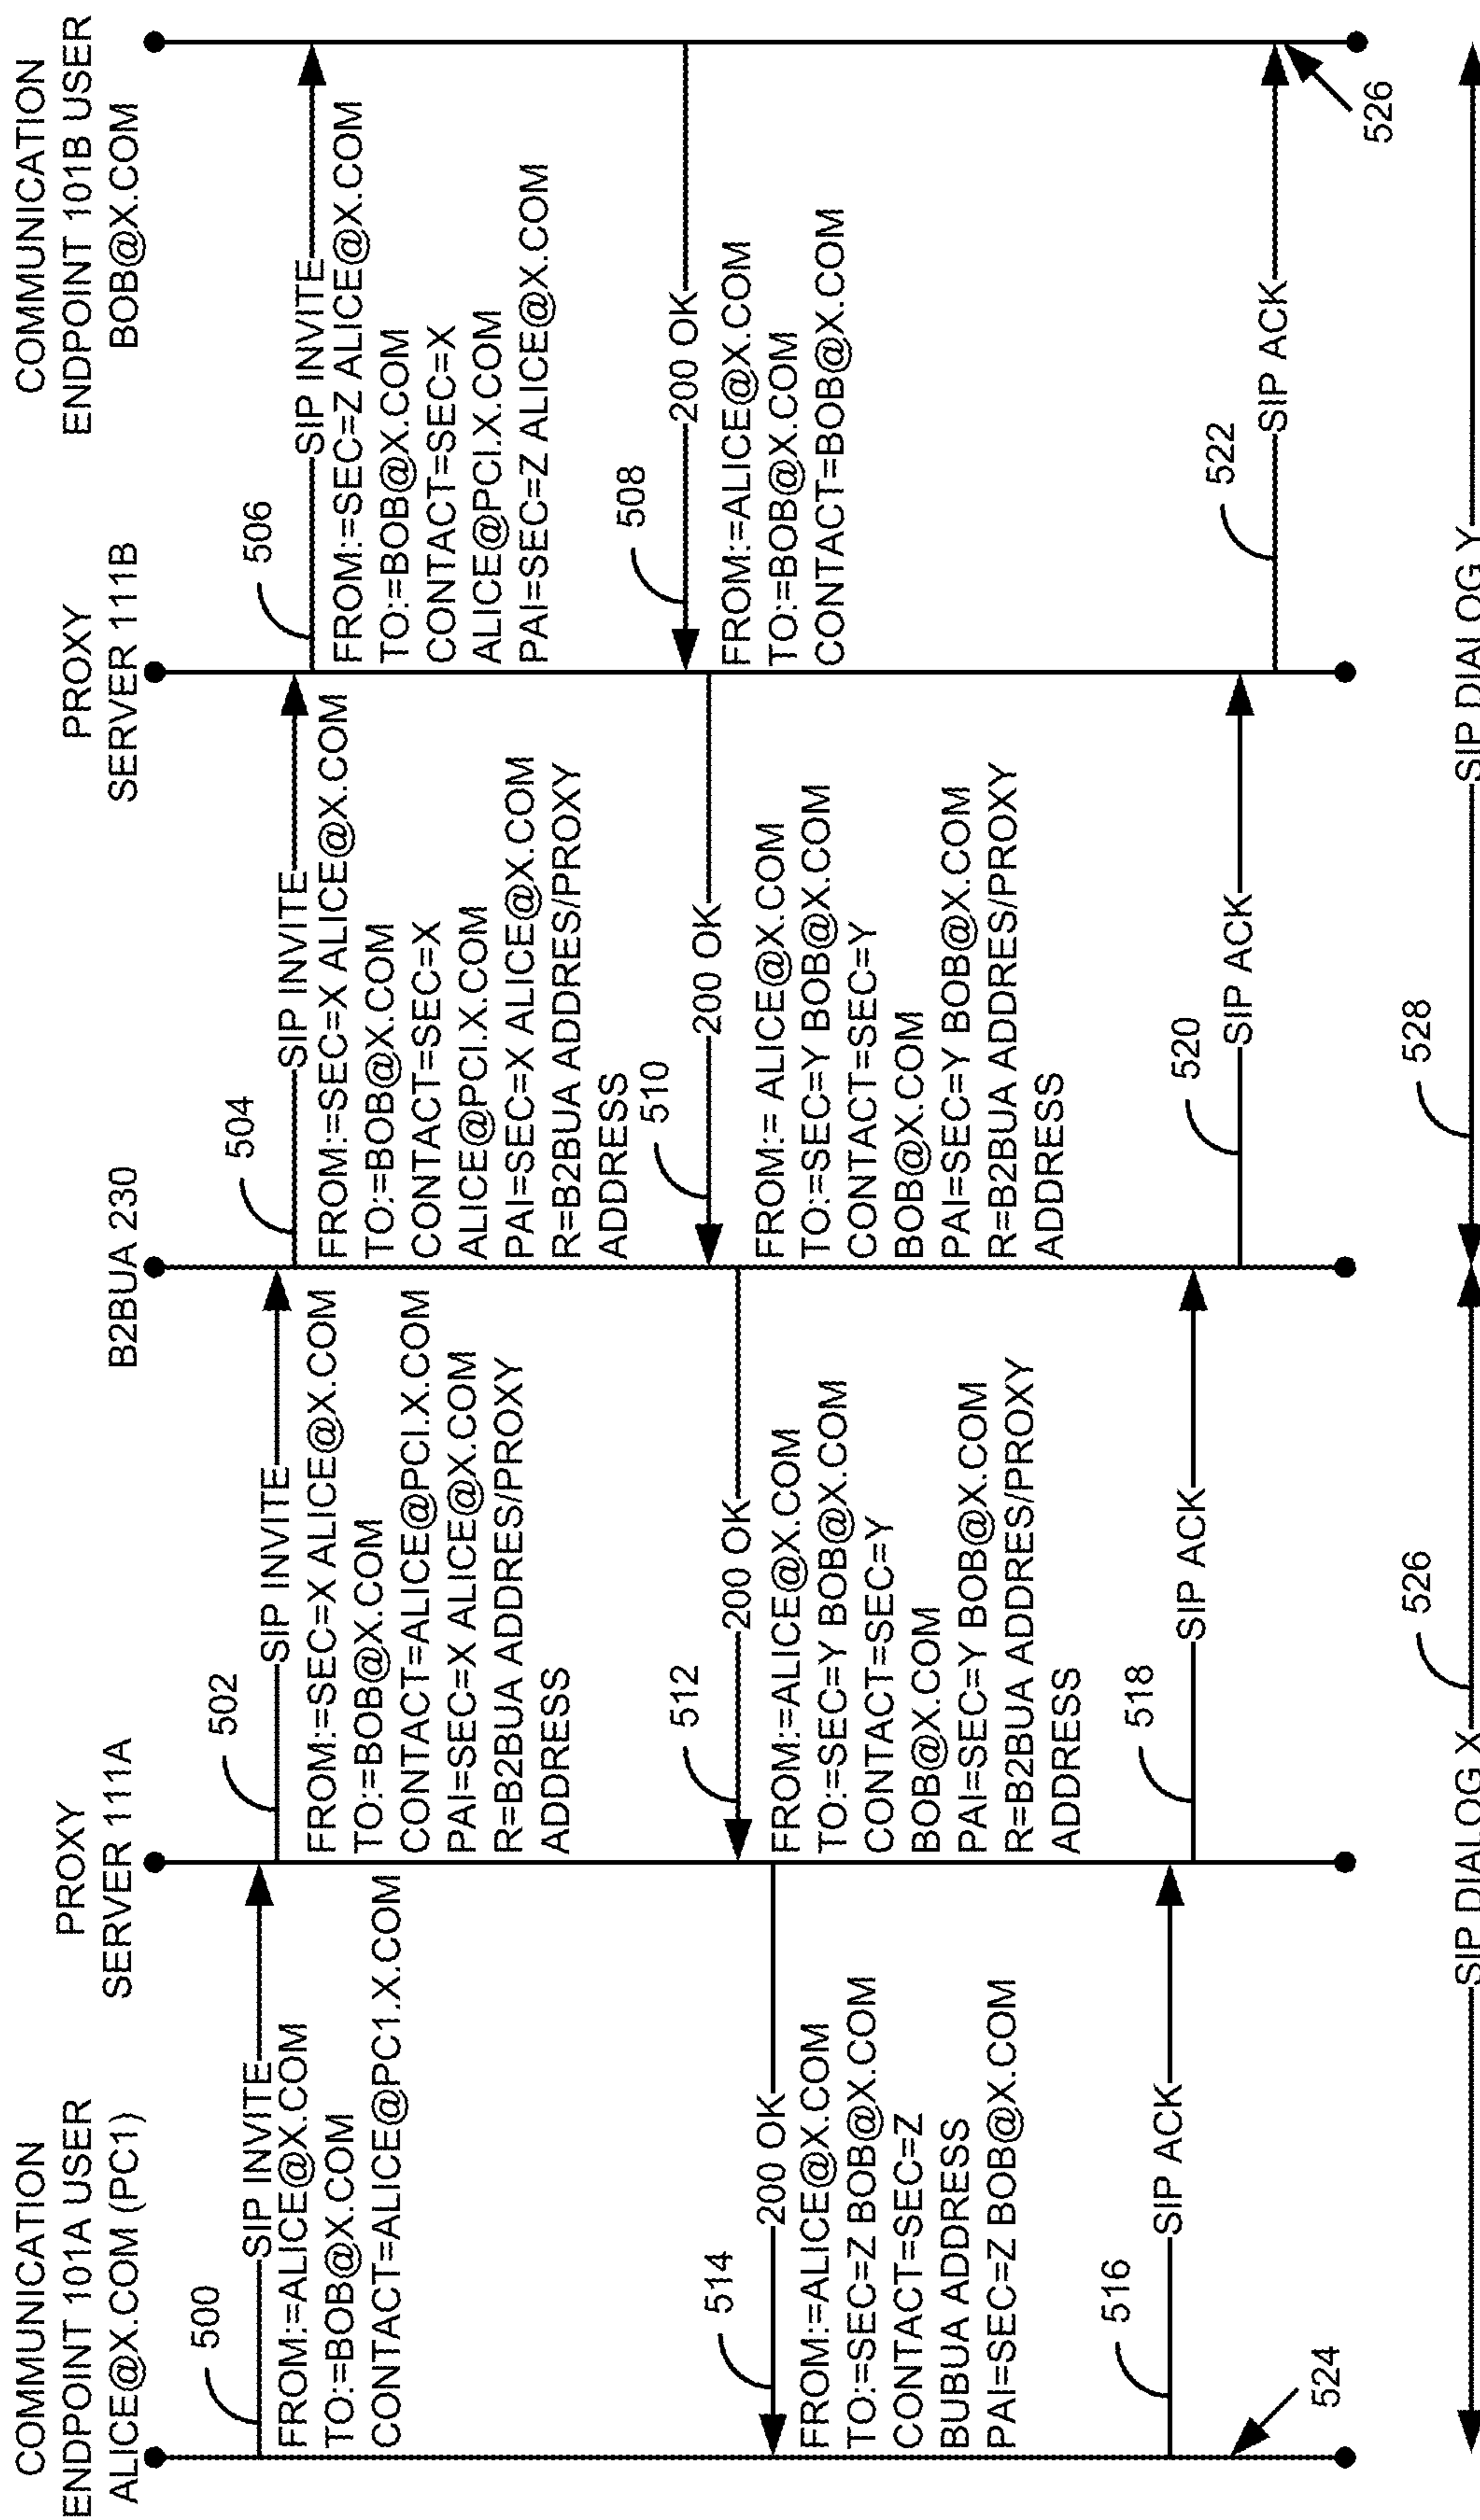 COMMUNICATION
ENDPOINT 101A USER
ALICE@X.COM (PC1)
PROXY
SERVER 111A
B2BUA 230
PROXY
SERVER 111B
COMMUNICATION
ENDPOINT 101B USER
BOB@X.COM
500
SIP INVITE
FROM:=ALICE@X.COM
TO:=BOB@X.COM
CONTACT=ALICE@PC1.X.COM
502
SIP INVITE
FROM:=SEC=X ALICE@X.COM
TO:=BOB@X.COM
CONTACT=ALICE@PCI.X.COM
PAI=SEC=X ALICE@X.COM
R=B2BUA ADDRES/PROXY
ADDRESS
504
SIP INVITE
FROM:=SEC=X ALICE@X.COM
TO:=BOB@X.COM
CONTACT=SEC=X
ALICE@PCI.X.COM
PAI=SEC=X ALICE@X.COM
R=B2BUA ADDRES/PROXY
ADDRESS
506
SIP INVITE
FROM:=SEC=Z ALICE@X.COM
TO:=BOB@X.COM
CONTACT=SEC=X
ALICE@PCI.X.COM
PAI=SEC=Z ALICE@X.COM
508
200 OK
FROM:=ALICE@X.COM
TO:=BOB@X.COM
CONTACT=BOB@X.COM
510
200 OK
FROM:= ALICE@X.COM
TO:=SEC=Y BOB@X.COM
CONTACT=SEC=Y
BOB@X.COM
PAI=SEC=Y BOB@X.COM
R=B2BUA ADDRES/PROXY
ADDRESS
512
200 OK
FROM:=ALICE@X.COM
TO:=SEC=Y BOB@X.COM
CONTACT=SEC=Y
BOB@X.COM
PAI=SEC=Y BOB@X.COM
R=B2BUA ADDRES/PROXY
ADDRESS
514
200 OK
FROM:=ALICE@X.COM
TO:=SEC=Z BOB@X.COM
CONTACT=SEC=Z
BUBUA ADDRESS
PAI=SEC=Z BOB@X.COM
516
SIP ACK
518
SIP ACK
520
SIP ACK
522
SIP ACK
524
526
526
SIP DIALOG X
528
SIP DIALOG Y